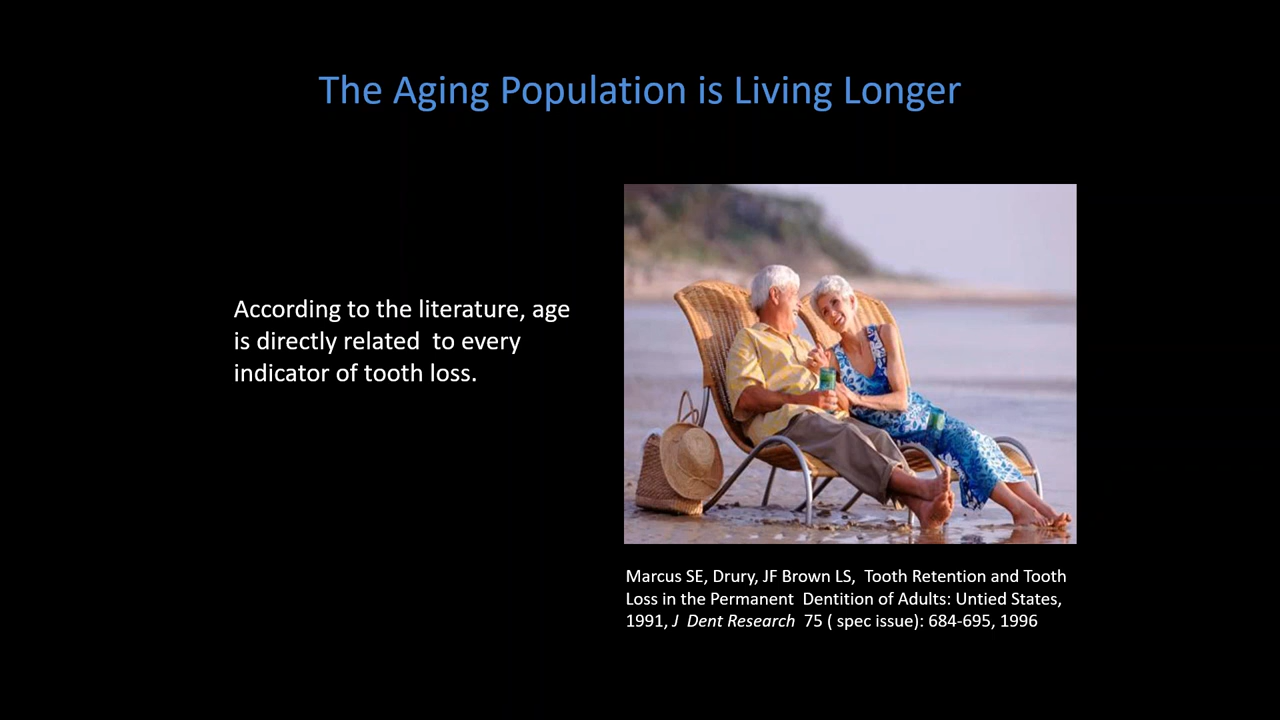 The Aging Population is Living Longer
According to the literature, age
is directly related  to every
indicator of tooth loss.
Marcus SE, Drury, JF Brown LS,  Tooth Retention and Tooth
Loss in the Permanent  Dentition of Adults: Untied States,
1991, J  Dent Research  75 ( spec issue): 684-695, 1996